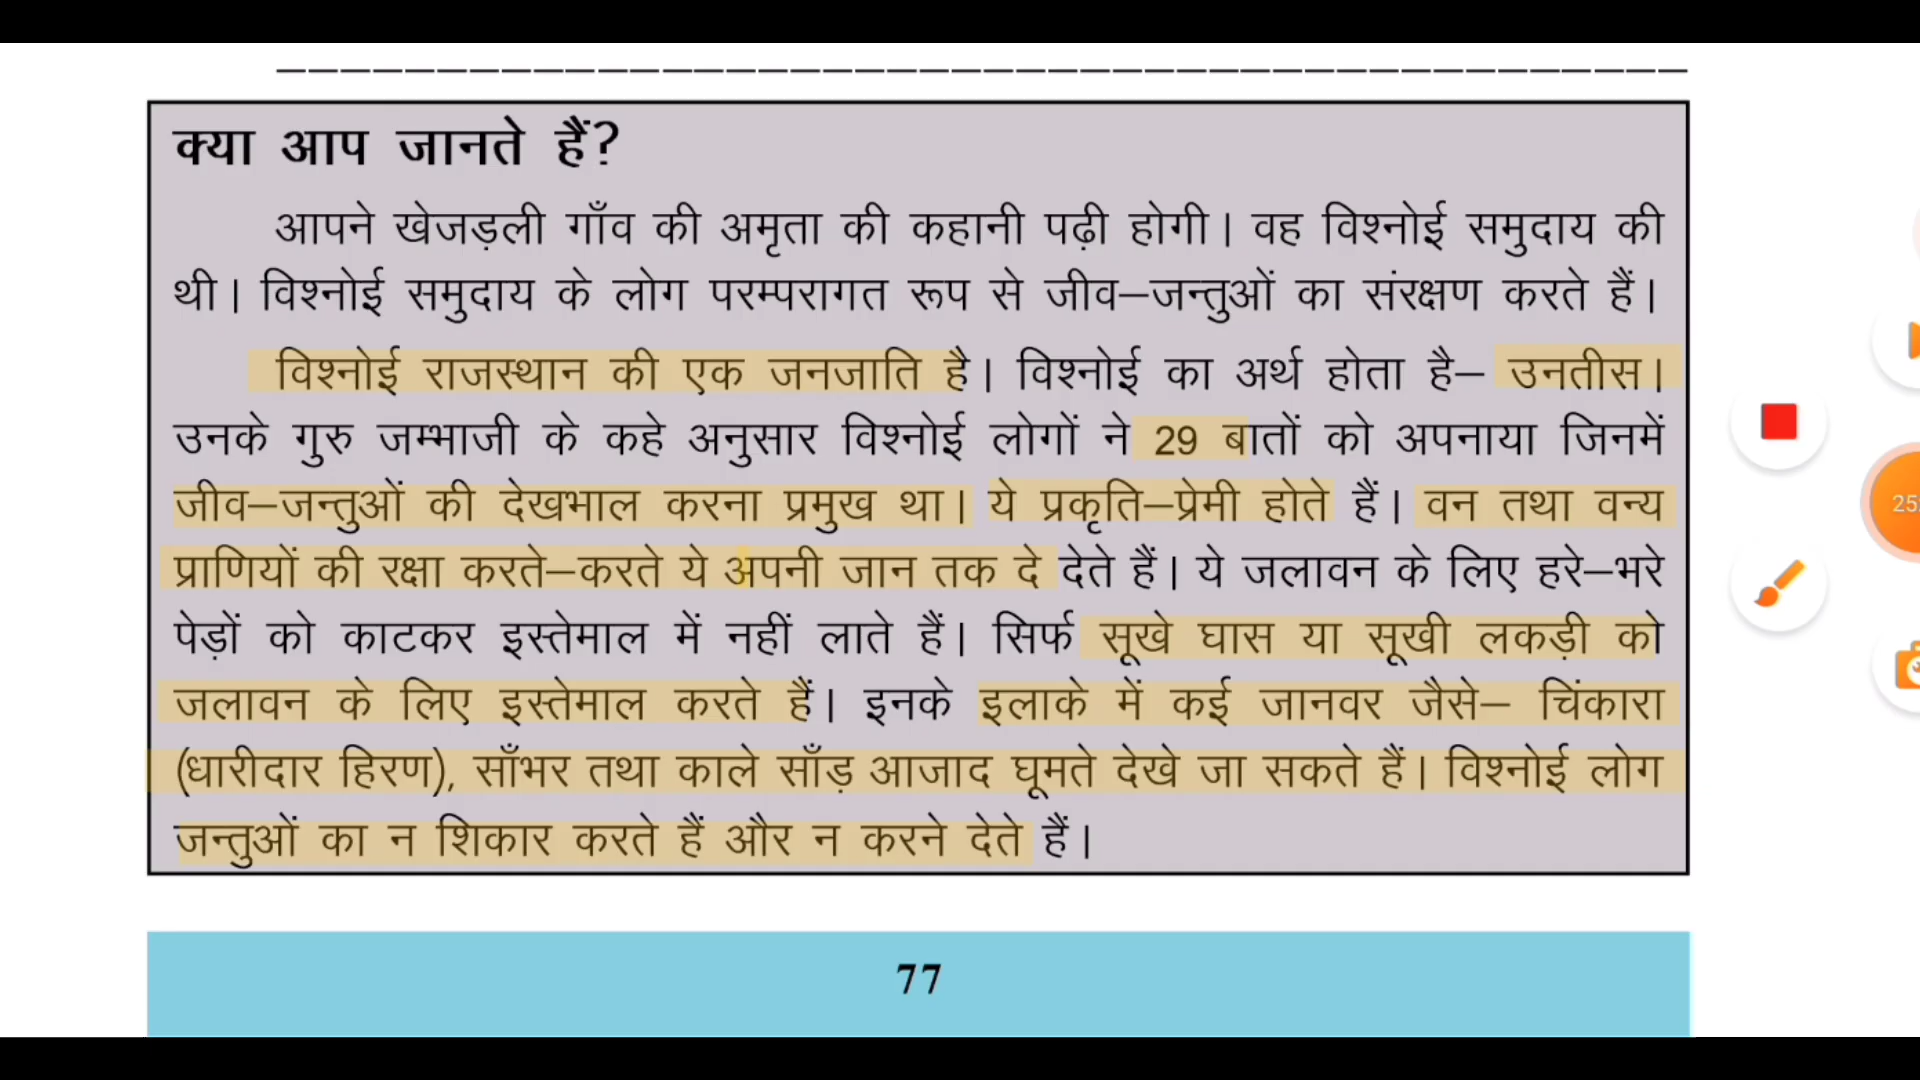 क्या आप जानते हैं?
आपने खेजड़ली गाँव की अमृता की कहानी पढ़ी होगी। वह विश्नोई समुदाय की
थी। विश्नोई समुदाय के लोग परम्परागत रूप से जीव–जन्तुओं का संरक्षण करते हैं।
विश्नोई राजस्थान की एक जनजाति है। विश्नोई का अर्थ होता है– उनतीस।
उनके गुरु जम्भाजी के कहे अनुसार विश्नोई लोगों ने 29 बातों को अपनाया जिनमें
जीव–जन्तुओं की देखभाल करना प्रमुख था। ये प्रकृति–प्रेमी होते हैं। वन तथा वन्य
प्राणियों की रक्षा करते–करते ये अपनी जान तक दे देते हैं। ये जलावन के लिए हरे–भरे
पेड़ों को काटकर इस्तेमाल में नहीं लाते हैं। सिर्फ सूखे घास या सूखी लकड़ी को
जलावन के लिए इस्तेमाल करते हैं। इनके इलाके में कई जानवर जैसे– चिंकारा
(धारीदार हिरण), साँभर तथा काले साँड़ आजाद घूमते देखे जा सकते हैं। विश्नोई लोग
जन्तुओं का न शिकार करते हैं और न करने देते हैं।
77